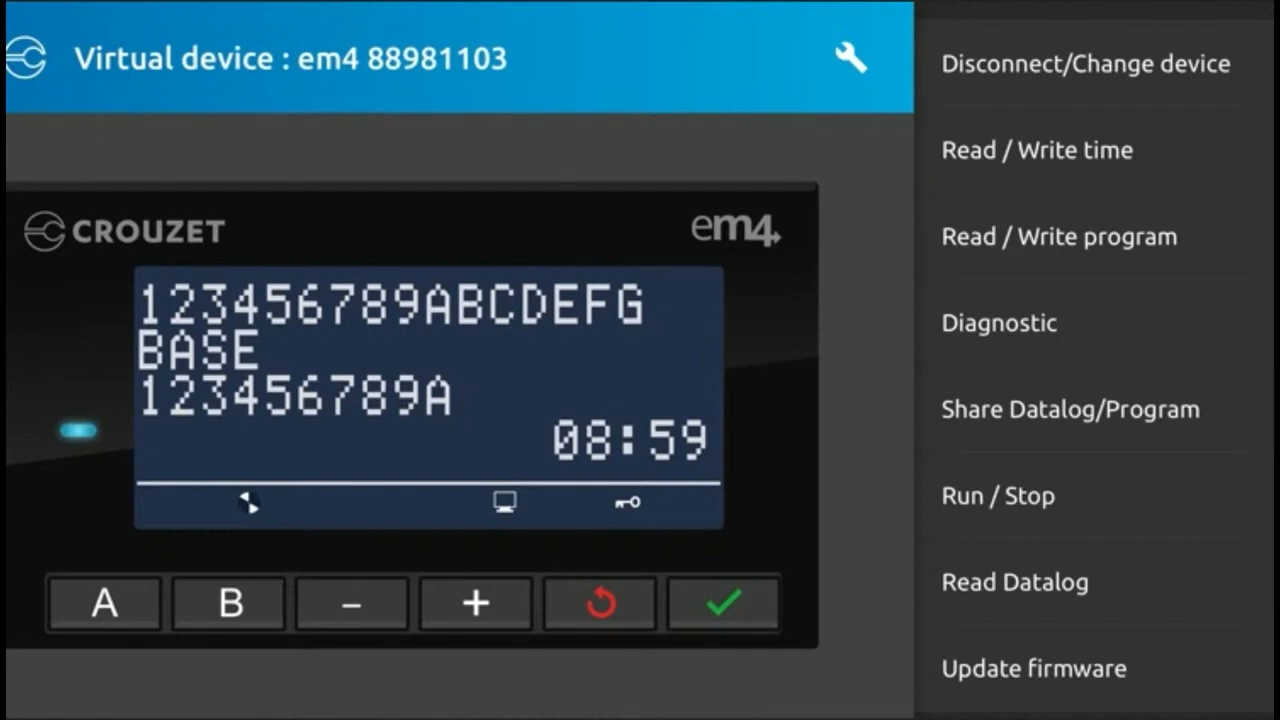 Virtual device : em4 88981103
CROUZET
em4
123456789ABCDEFG
BASE
123456789A
08:59
A
B
-
+
Disconnect/Change device
Read / Write time
Read / Write program
Diagnostic
Share Datalog/Program
Run / Stop
Read Datalog
Update firmware